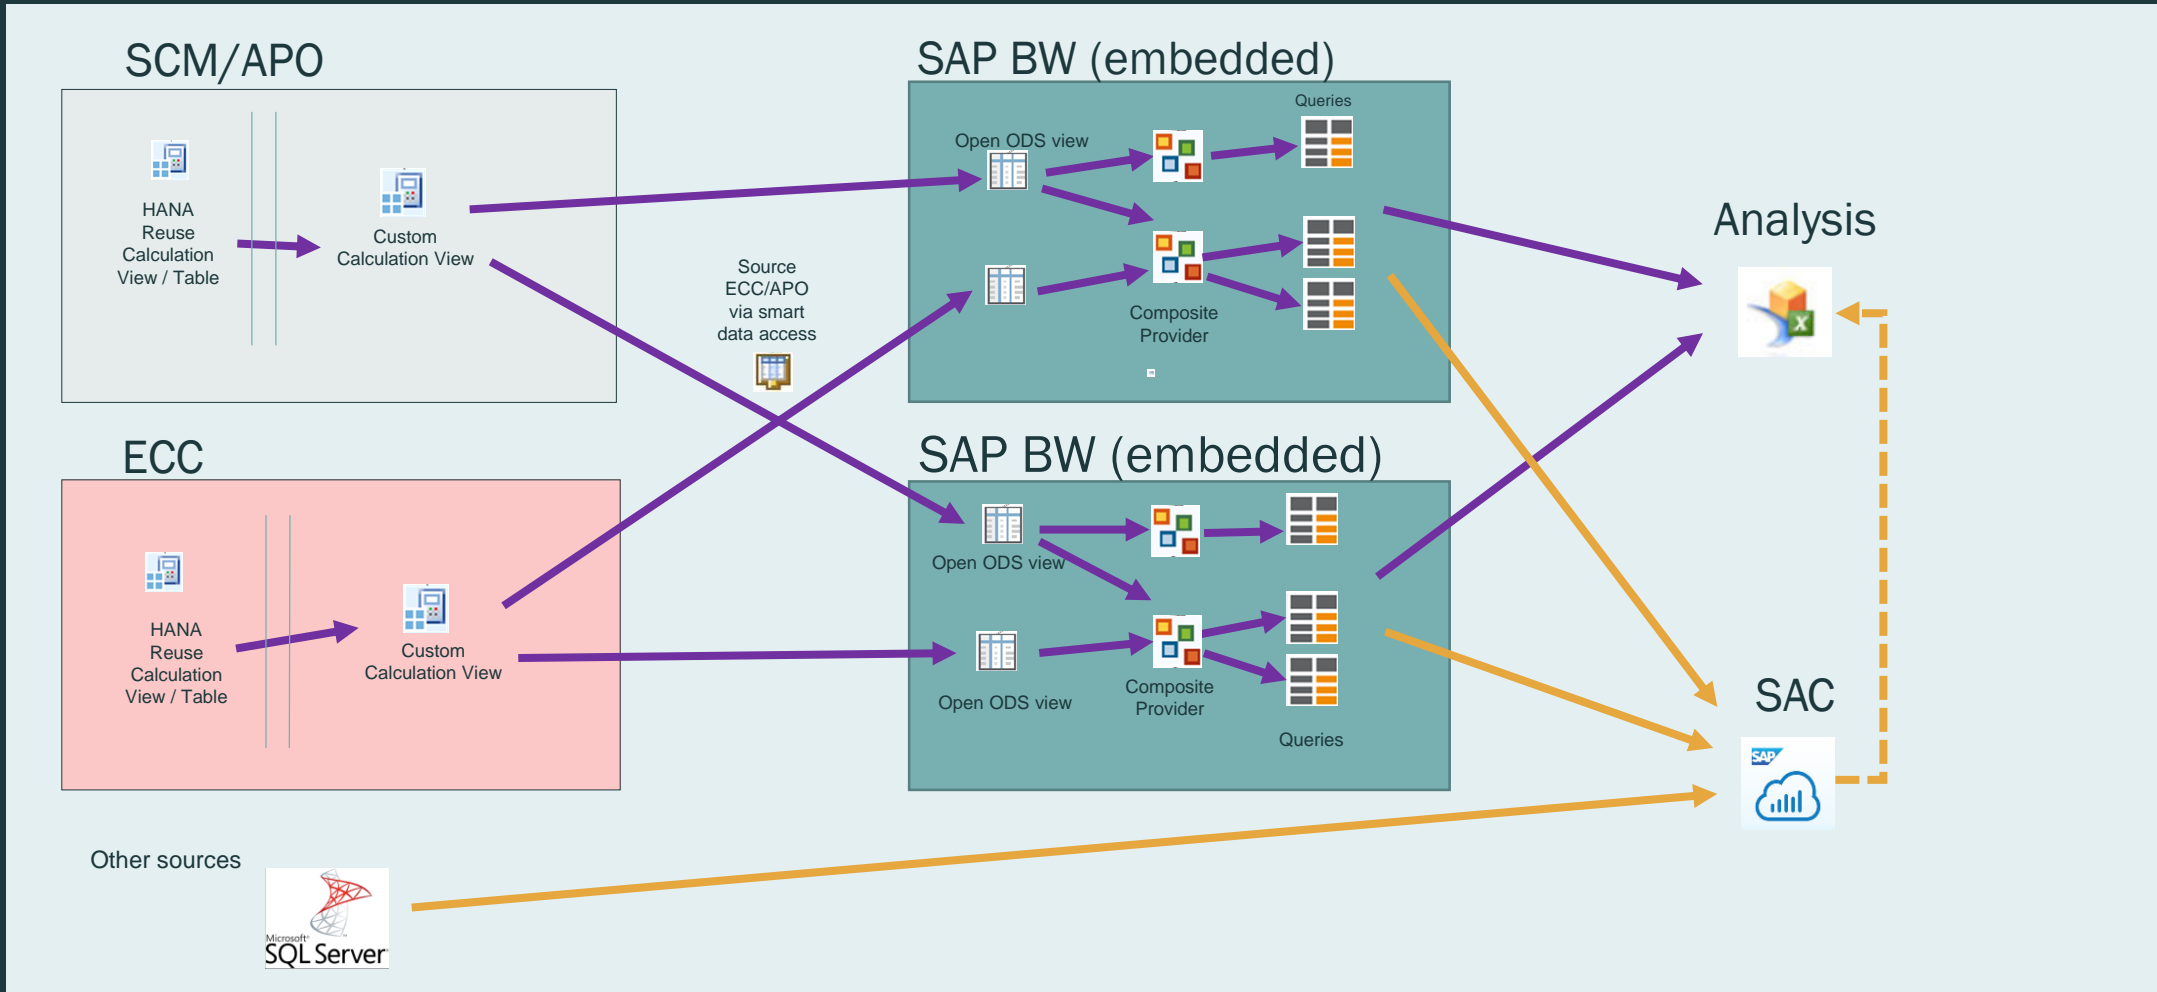 SCM/APO
HANA
Reuse
Calculation
View / Table
Custom
Calculation View
ECC
HANA
Reuse
Calculation
View / Table
Custom
Calculation View
Other sources
Microsoft®
SQL Server
Source
ECC/APO
via smart
data access
SAP BW (embedded)
Queries
Open ODS view
Composite
Provider
SAP BW (embedded)
Open ODS view
Open ODS view
Composite
Provider
Queries
Analysis
X
SAC
SAP